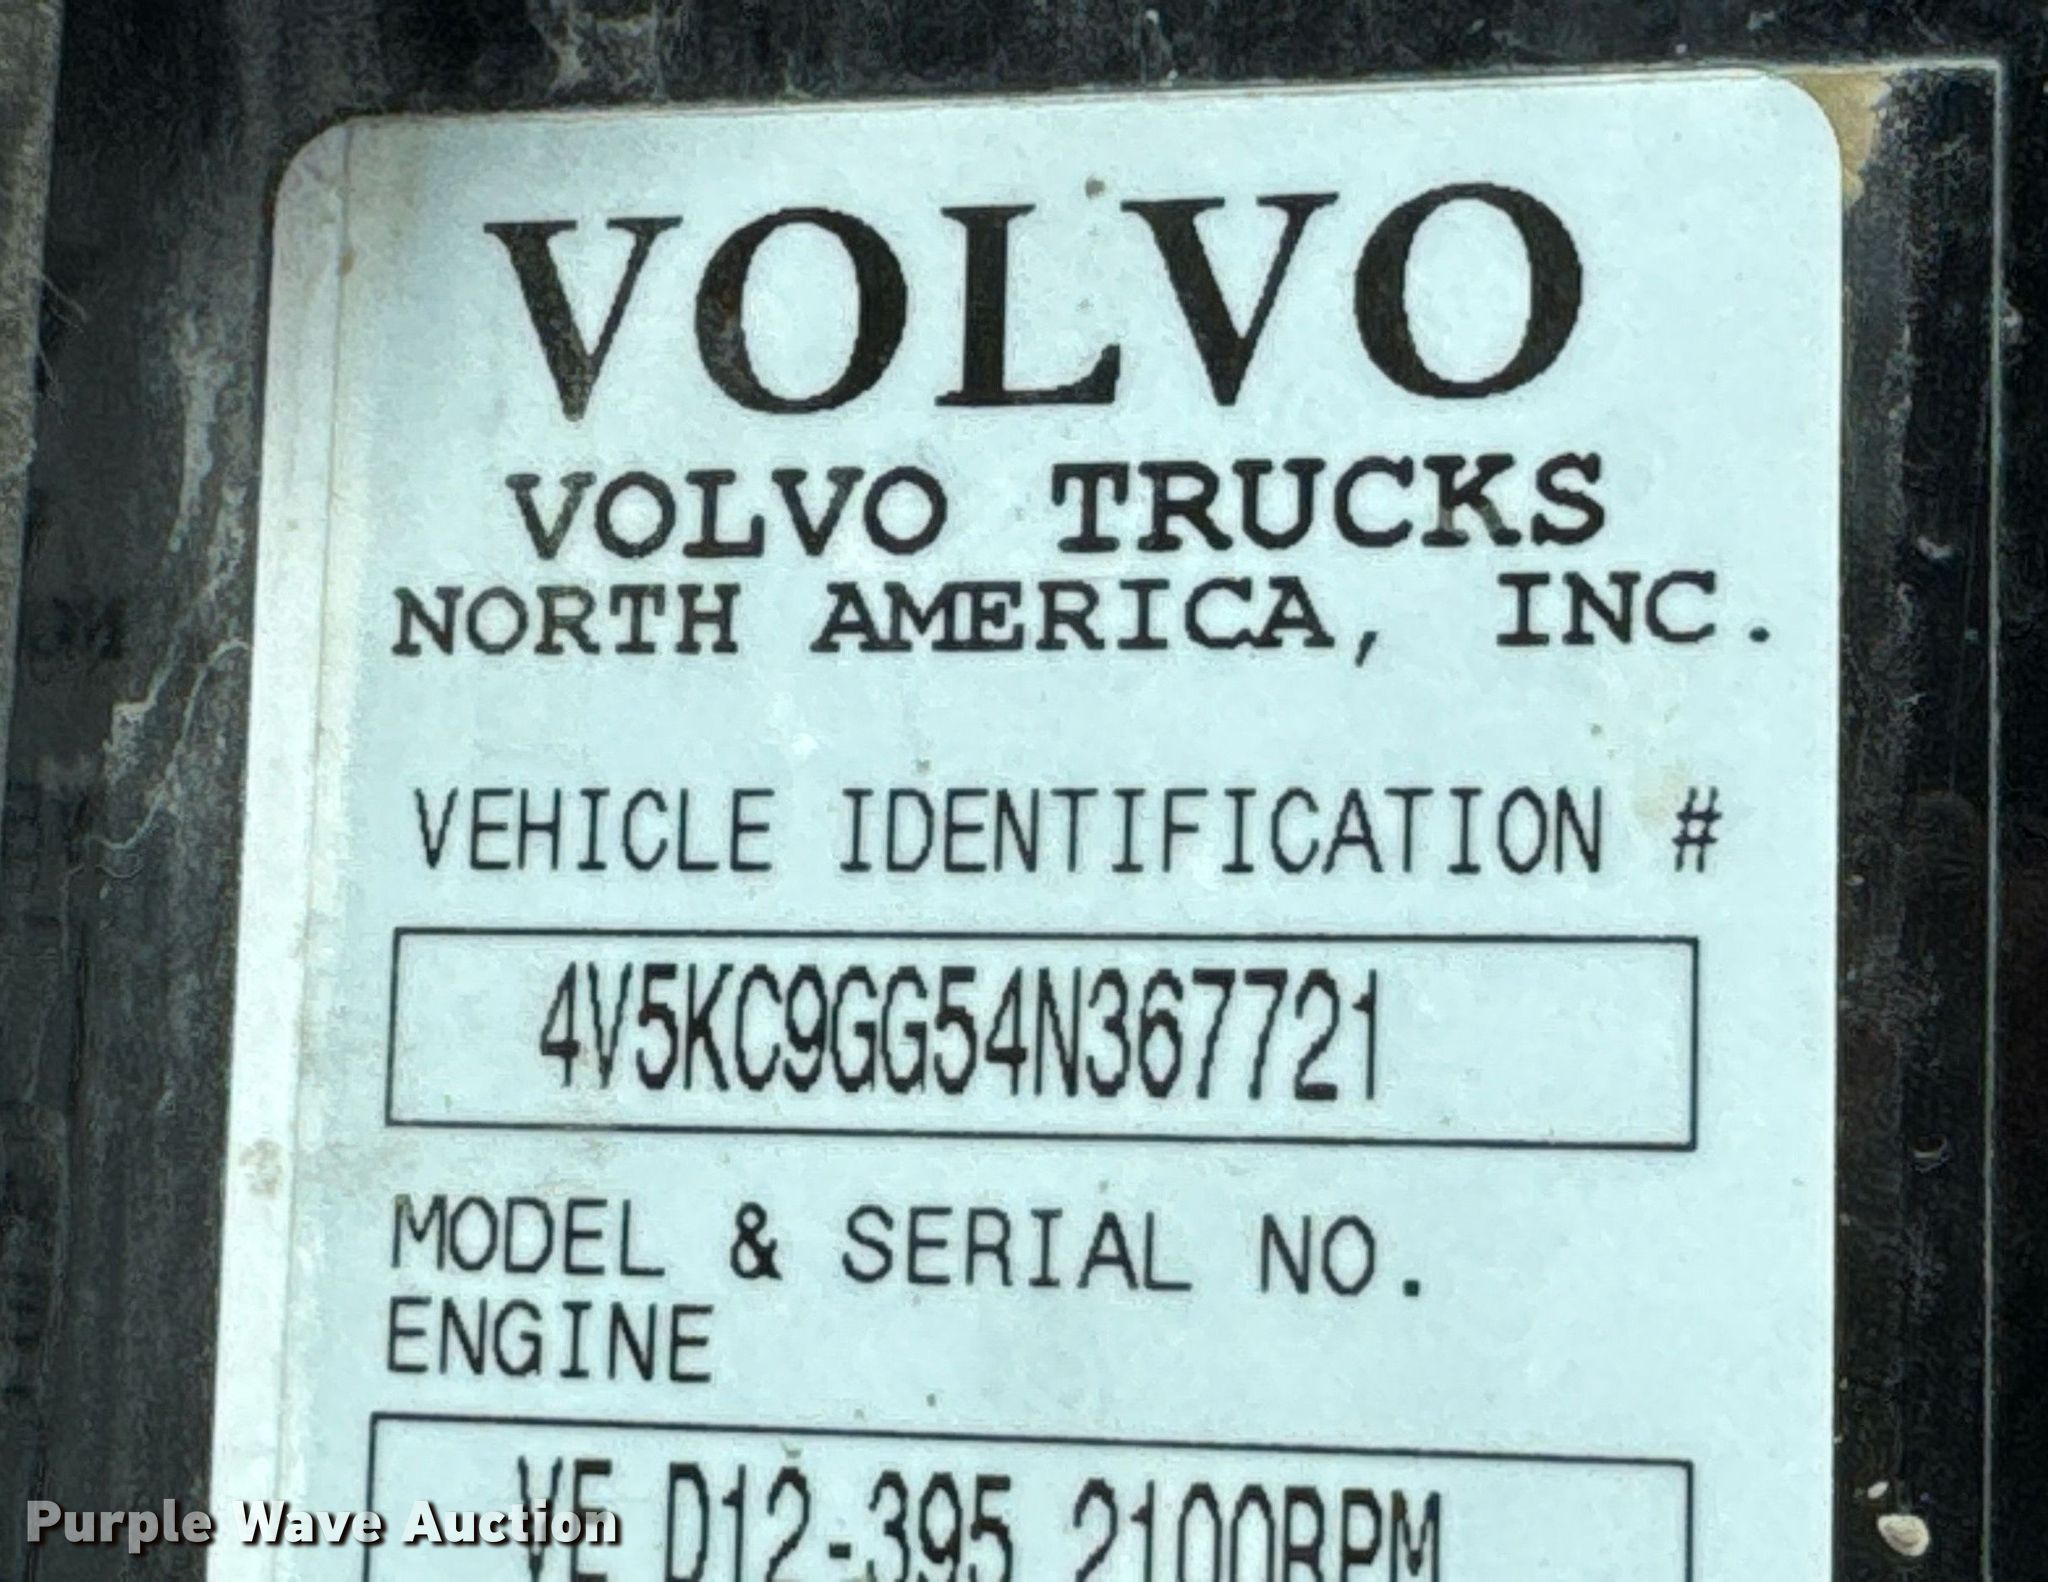 VOLVO
VOLVO TRUCKS
NORTH AMERICA, INC.
VEHICLE IDENTIFICATION #
4V5KC9GG54N367721
MODEL & SERIAL NO.
ENGINE
VE D12-395 2100RPM
Purple Wave Auction